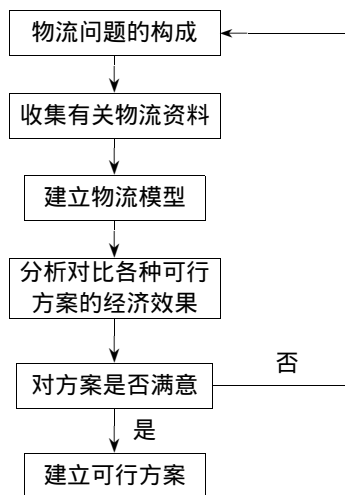 物流问题的构成
收集有关物流资料
建立物流模型
分析对比各种可行
方案的经济效果
对方案是否满意
否
是
建立可行方案